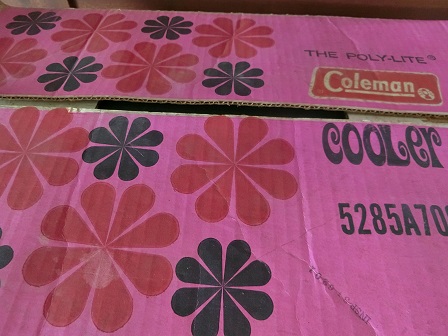 THE POLY-LITE®
Coleman
COOLer
5285A70